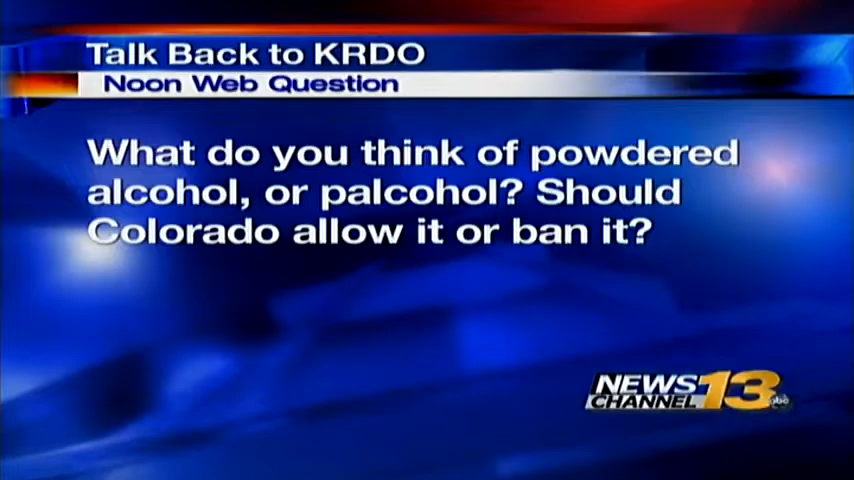 Talk Back to KRDO
Noon Web Question
What do you think of powdered
alcohol, or palcohol? Should
Colorado allow it or ban it?
NEWS
CHANNEL 13 abc